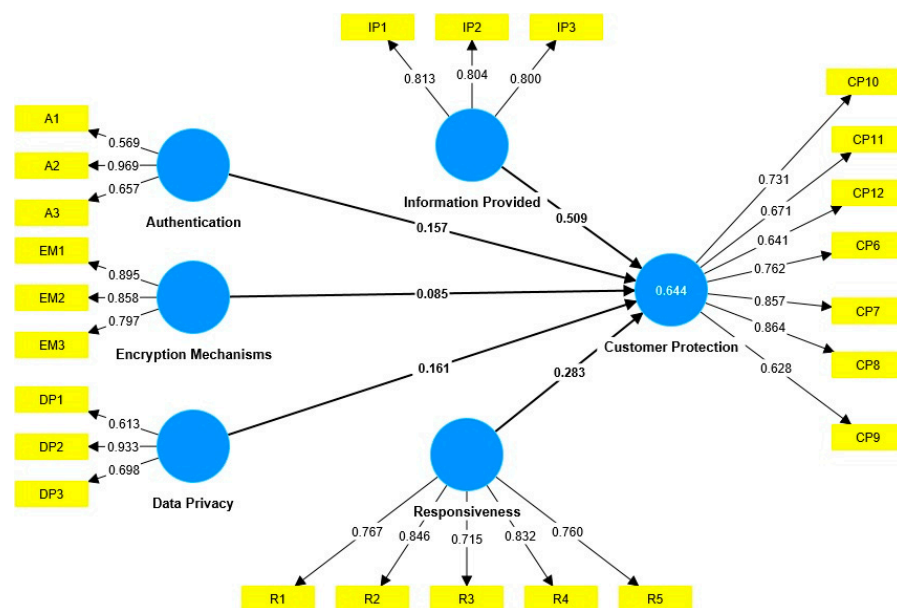 IP1
IP2
IP3
0.813
0.804
0.800
CP10
A1
0.569
CP11
A2
0.969
0.731
A3
0.657
Information Provided
CP12
0.671
Authentication
0.157
0.509
0.641
EM1
CP6
0.762
0.895
EM2
0.858
0.085
0.644
0.857
CP7
0.797
EM3
0.864
Encryption Mechanisms
Customer Protection
CP8
0.161
0.283
0.628
DP1
0.613
DP2
0.933
CP9
0.698
DP3
Data Privacy
Responsiveness
0.767
0.846
0.715
0.832
0.760
R1
R2
R3
R4
R5